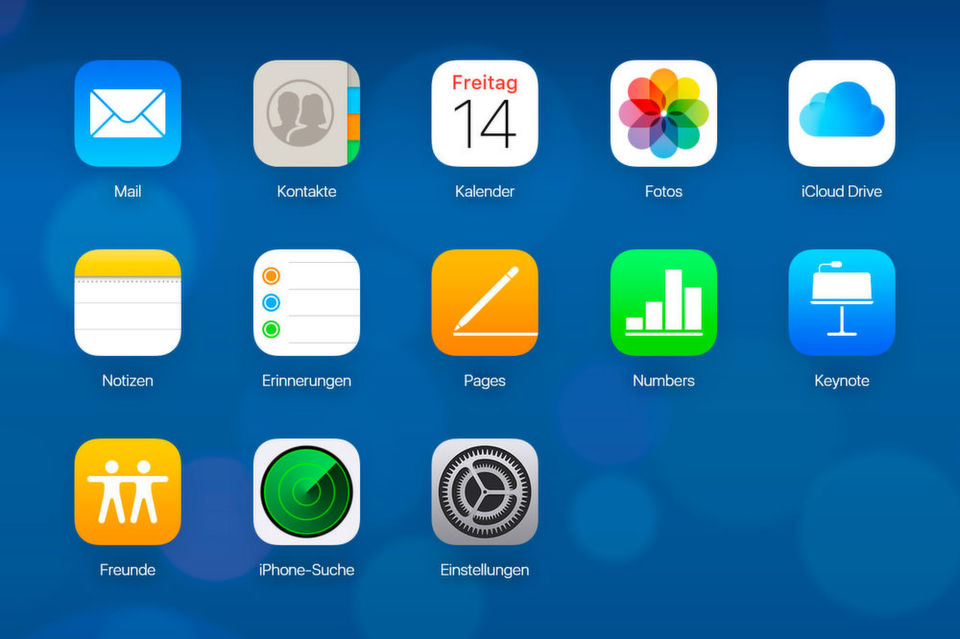 Freitag
14
Mail
Kontakte
Kalender
Fotos
iCloud Drive
Notizen
Erinnerungen
Pages
Numbers
Keynote
Freunde
iPhone-Suche
Einstellungen